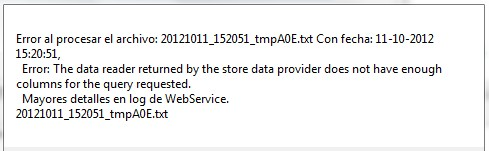 Error al procesar el archivo: 20121011_152051_tmpA0E.txt Con fecha: 11-10-2012
15:20:51,
Error: The data reader returned by the store data provider does not have enough
columns for the query requested.
Mayores detalles en log de WebService.
20121011_152051_tmpA0E.txt